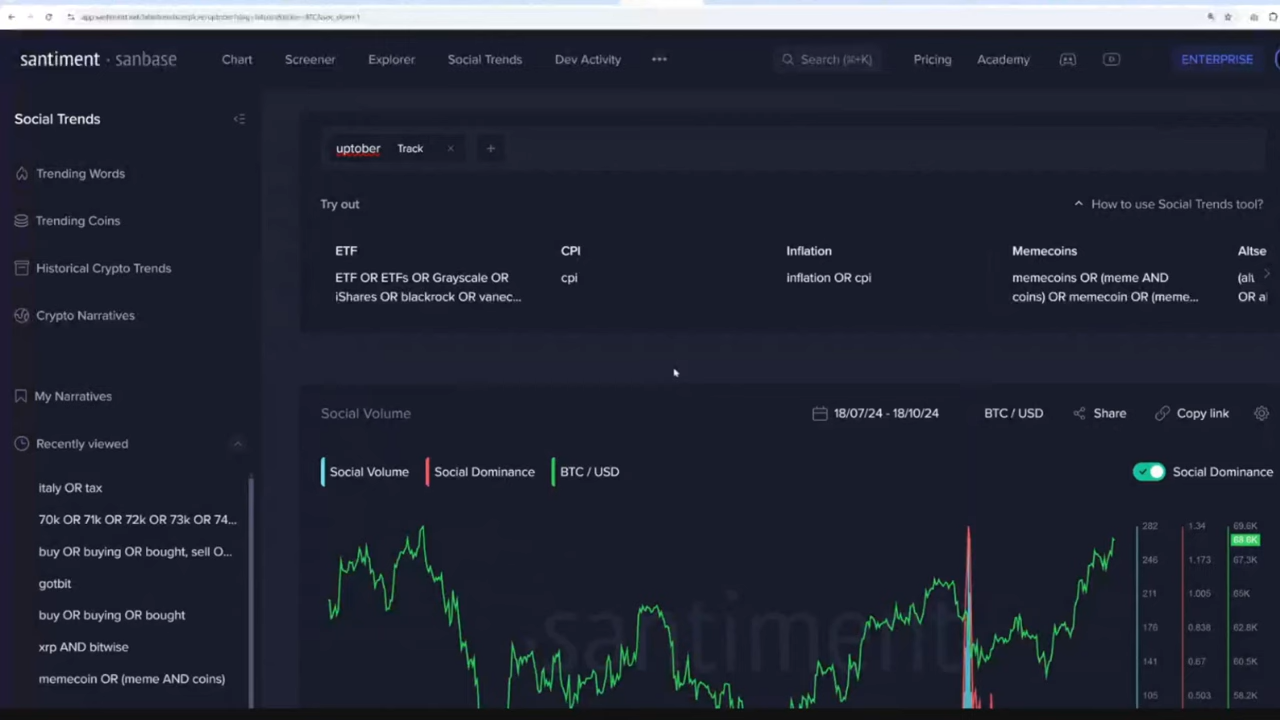 santiment · sanbase
Chart
Screener
Explorer
Social Trends
Dev Activity
Search (⌘+K)
Pricing
Academy
ENTERPRISE
Social Trends
Trending Words
Trending Coins
Historical Crypto Trends
Crypto Narratives
My Narratives
Recently viewed
italy OR tax
70k OR 71k OR 72k OR 73k OR 74...
buy OR buying OR bought, sell O...
gotbit
buy OR buying OR bought
xrp AND bitwise
memecoin OR (meme AND coins)
uptober Track × +
Try out
How to use Social Trends tool?
ETF
ETF OR ETFs OR Grayscale OR
iShares OR blackrock OR vanec...
CPI
cpi
Inflation
inflation OR cpi
Memecoins
memecoins OR (meme AND
coins) OR memecoin OR (meme...
Altse
(alt
OR a
Social Volume
18/07/24 - 18/10/24
BTC / USD
Share
Copy link
Social Volume
Social Dominance
BTC / USD
Social Dominance
282 1.34 69.6K
68.6K
246 1.173 67.3K
211 1.005 65K
176 0.838 62.8K
141 0.67 60.5K
105 0.503 58.2K
santiment